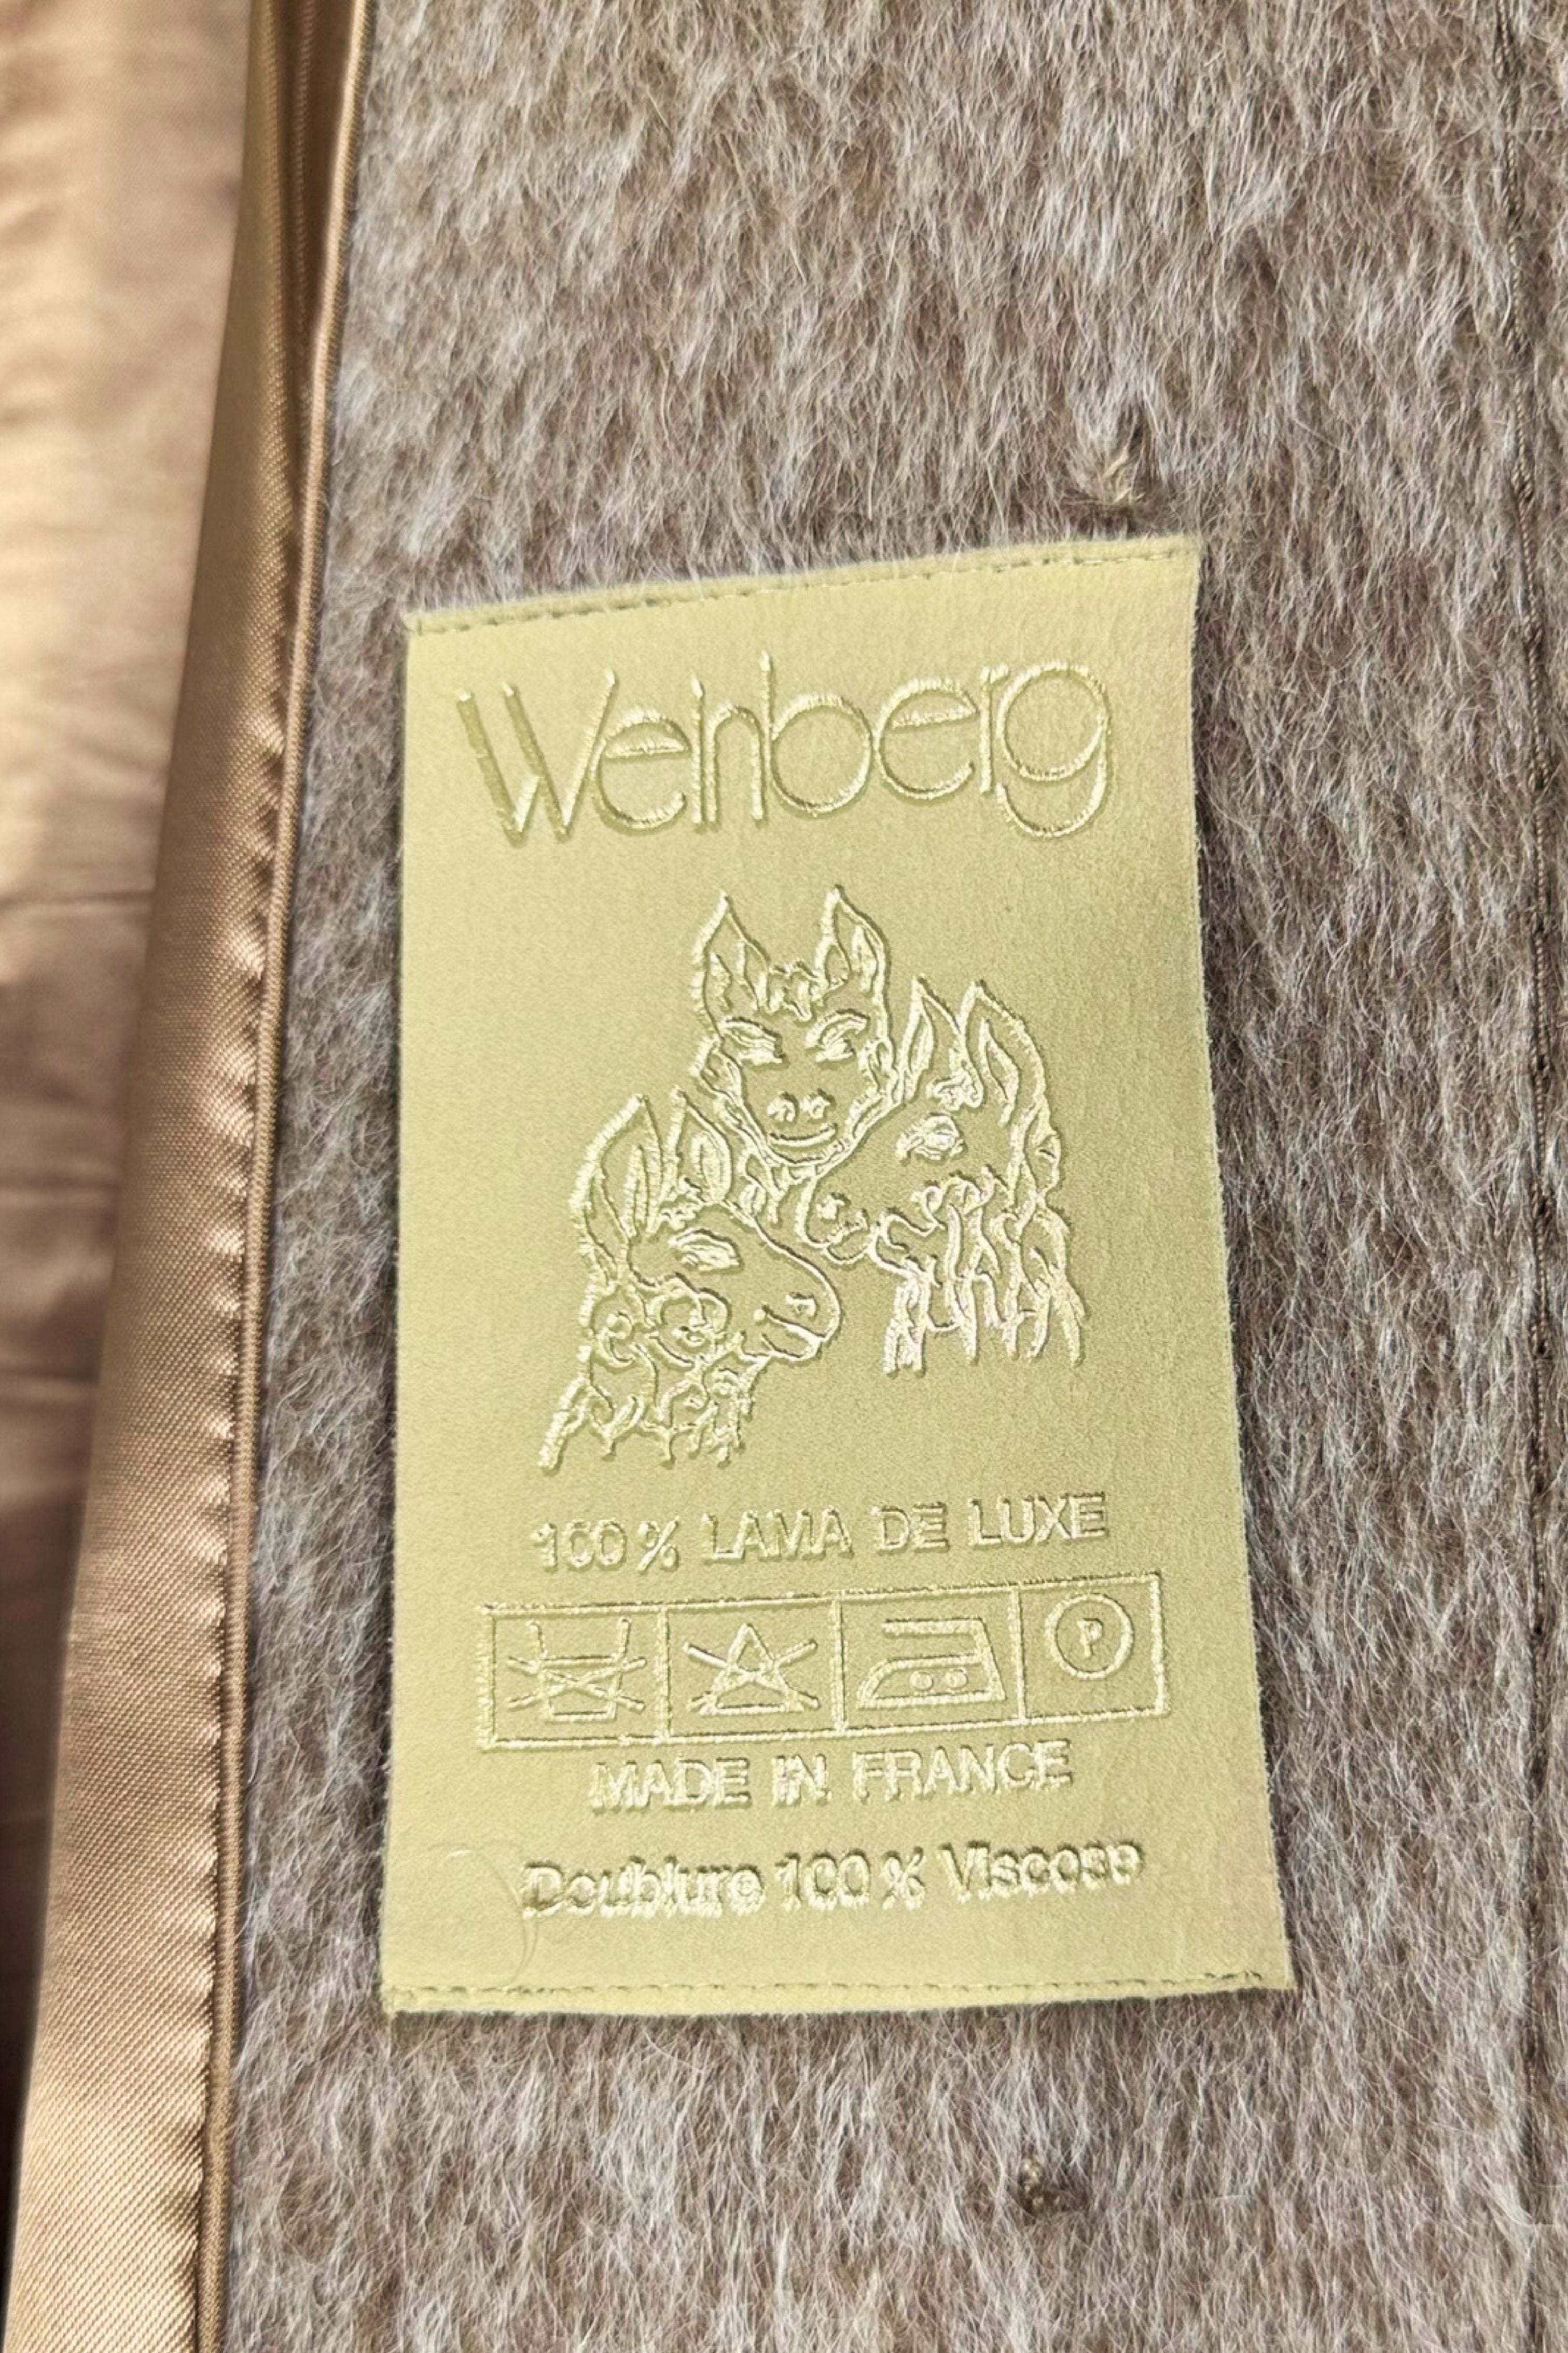 Weinberg
100% LAMA DE LUXE
P
MADE IN FRANCE
Doublure 100% Viscose